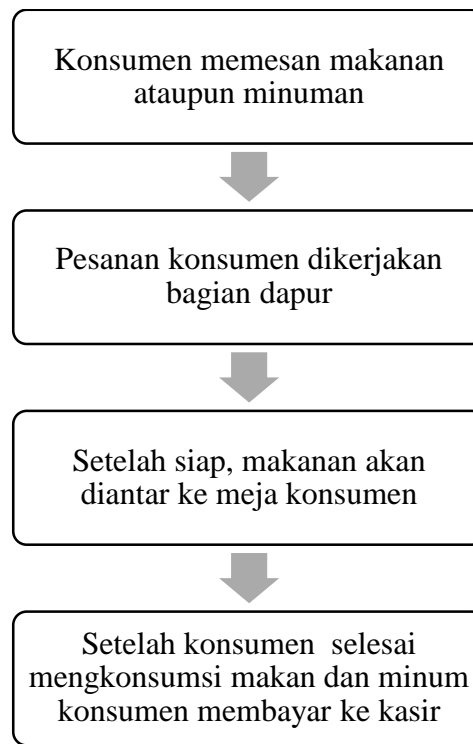 Konsumen memesan makanan
ataupun minuman
Pesanan konsumen dikerjakan
bagian dapur
Setelah siap, makanan akan
diantar ke meja konsumen
Setelah konsumen  selesai
mengkonsumsi makan dan minum
konsumen membayar ke kasir